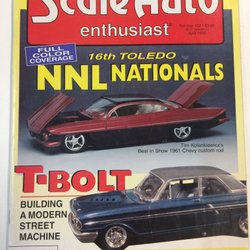 Scale Auto
enthusiast
FULL
COLOR
COVERAGE
16th TOLEDO
NNL NATIONALS
Tim Kolankiewicz's
Best in Show 1961 Chevy custom rod
T-BOLT
BUILDING
A MODERN
STREET
MACHINE